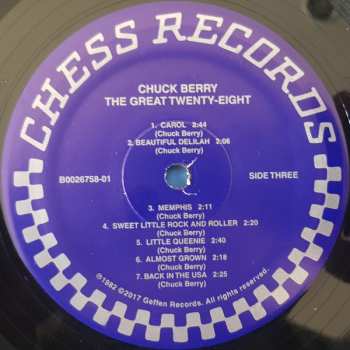 CHESS RECORDS
CHUCK BERRY
THE GREAT TWENTY-EIGHT
1. CAROL 2:44
(Chuck Berry)
2. BEAUTIFUL DELILAH 2:06
(Chuck Berry)
B0026758-01
SIDE THREE
3. MEMPHIS 2:11
(Chuck Berry)
4. SWEET LITTLE ROCK AND ROLLER 2:20
(Chuck Berry)
5. LITTLE QUEENIE 2:40
(Chuck Berry)
6. ALMOST GROWN 2:18
(Chuck Berry)
7. BACK IN THE USA 2:25
(Chuck Berry)
℗1982 ©2017 Geffen Records. All rights reserved.